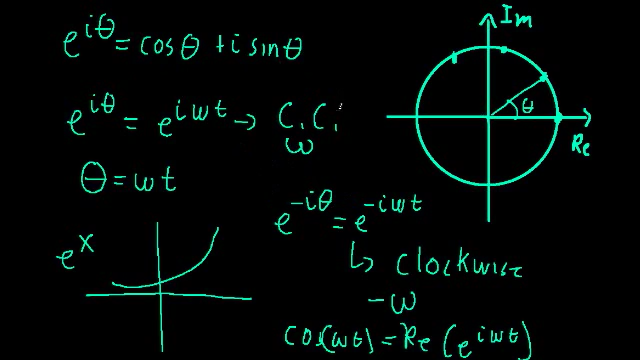 e^{iθ} = cosθ + i sinθ
e^{iθ} = e^{iωt} → C, C,
ω
θ = ωt
e^x
Im
θ
Re
e^{-iθ} = e^{-iωt}
↳ clockwise
-ω
cos(ωt) = Re(e^{iωt})